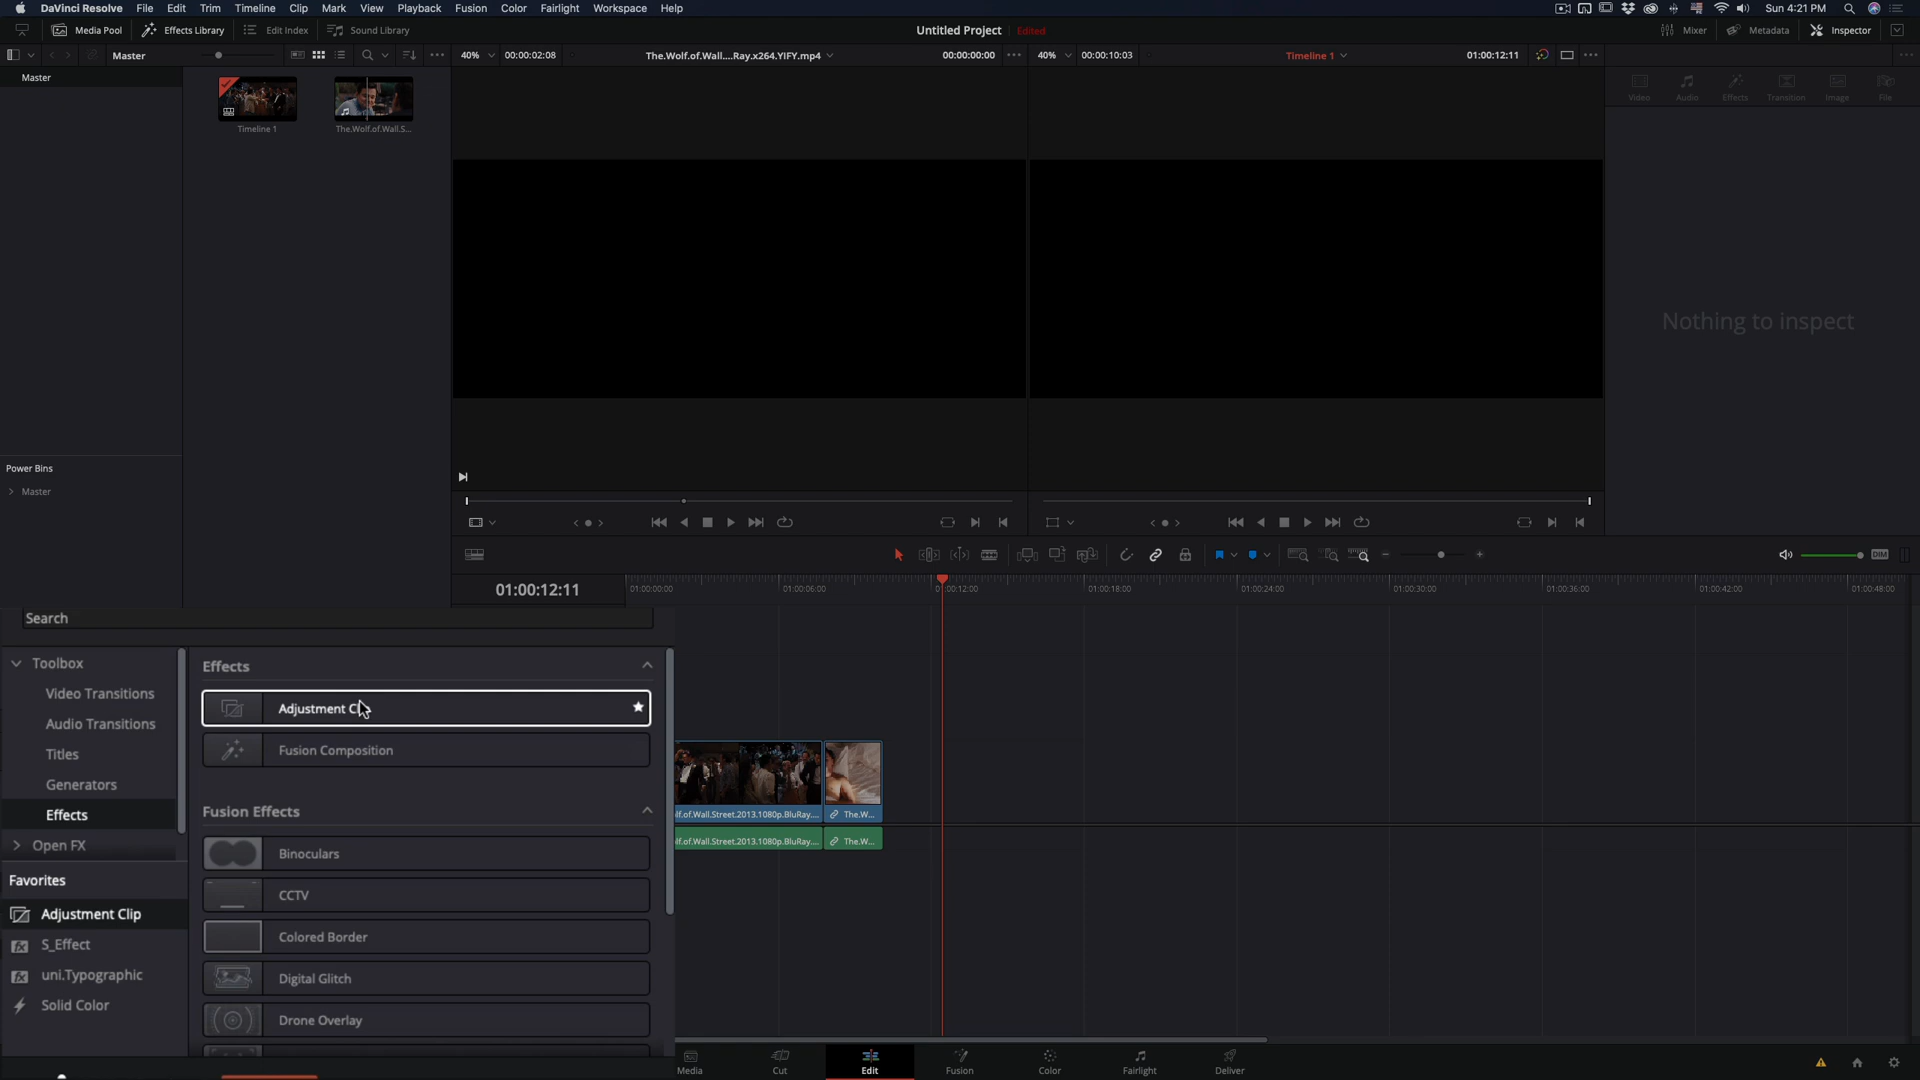 DaVinci Resolve File Edit Trim Timeline Clip Mark View Playback Fusion Color Fairlight Workspace Help Sun 4:21 PM
Media Pool Effects Library Edit Index Sound Library Untitled Project Edited Mixer Metadata Inspector
Master 40% 00:00:02:08 The.Wolf.of.Wall....Ray.x264.YIFY.mp4 00:00:00:00 40% 00:00:10:03 Timeline 1 01:00:12:11
Master
Video Audio Effects Transition Image File
Timeline 1 The.Wolf.of.Wall.S...
Nothing to inspect
Power Bins
Master
DIM
01:00:12:11 01:00:00:00 01:00:06:00 01:00:12:00 01:00:18:00 01:00:24:00 01:00:30:00 01:00:36:00 01:00:42:00 01:00:48:00
Search
Toolbox
Video Transitions
Audio Transitions
Titles
Generators
Effects
Open FX
Favorites
Adjustment Clip
S_Effect
uni.Typographic
Solid Color
Effects
Adjustment Clip
Fusion Composition
Fusion Effects
Binoculars
CCTV
Colored Border
Digital Glitch
Drone Overlay
lf.of.Wall.Street.2013.1080p.BluRay.... The.W...
lf.of.Wall.Street.2013.1080p.BluRay.... The.W...
Media Cut Edit Fusion Color Fairlight Deliver